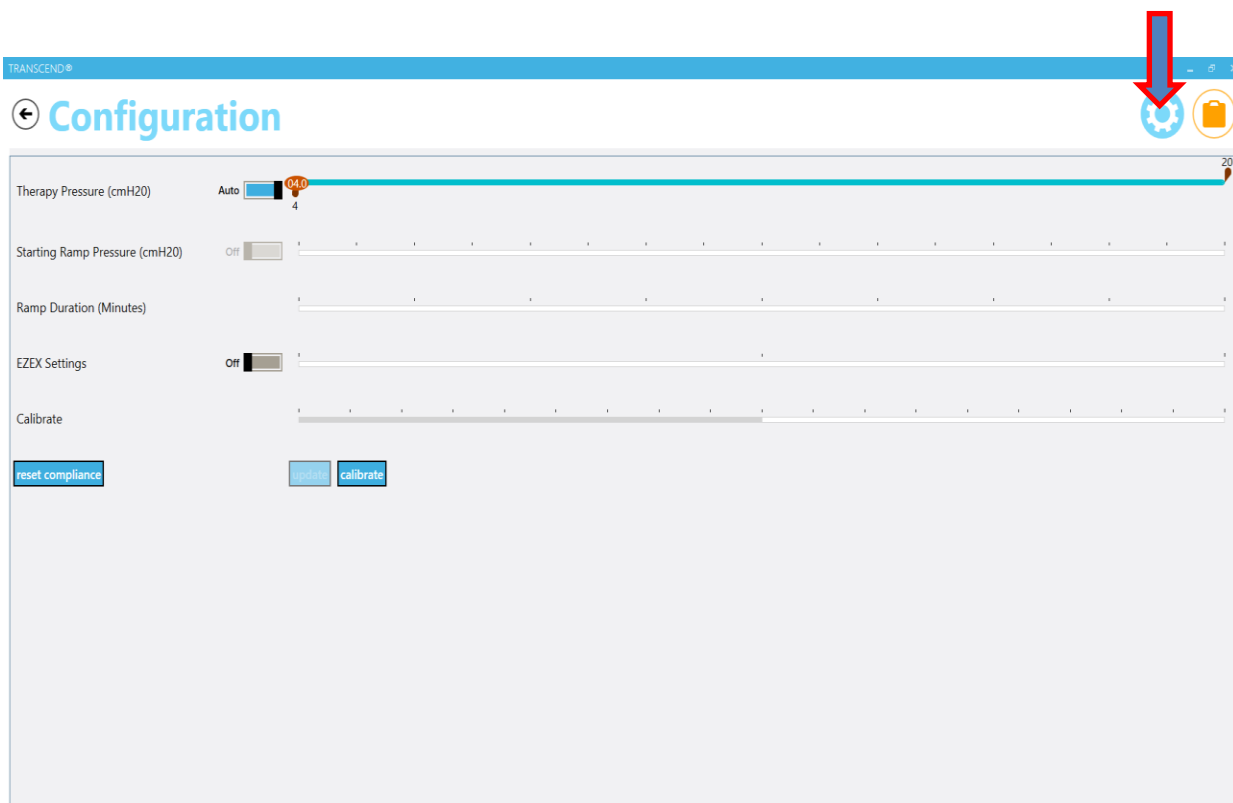 TRANSCEND®
Configuration
20
Therapy Pressure (cmH20)
Auto
04.0
4
Starting Ramp Pressure (cmH20)
Off
Ramp Duration (Minutes)
EZEX Settings
Off
Calibrate
reset compliance
update
calibrate